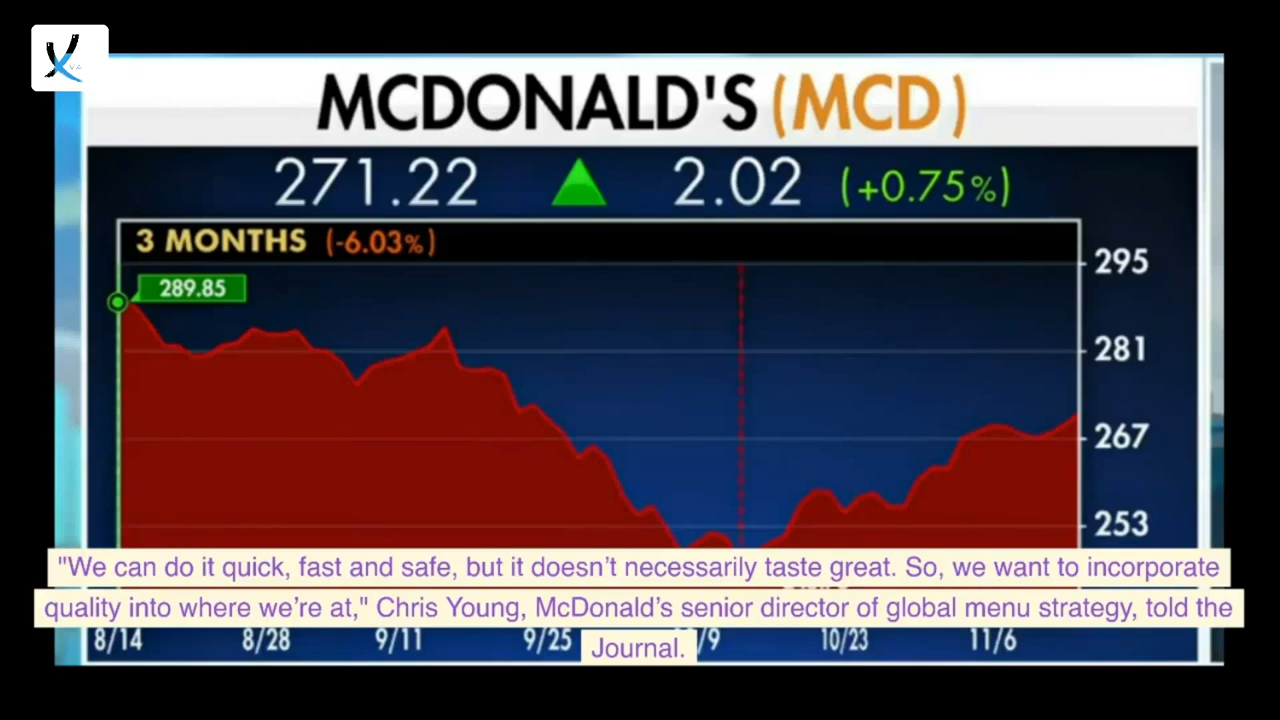 MCDONALD'S (MCD)
271.22 ▲ 2.02 (+0.75%)
3 MONTHS (-6.03%)
289.85
295
281
267
253
"We can do it quick, fast and safe, but it doesn’t necessarily taste great. So, we want to incorporate
quality into where we’re at," Chris Young, McDonald’s senior director of global menu strategy, told the
Journal.
8/14 8/28 9/11 9/25 /9 10/23 11/6